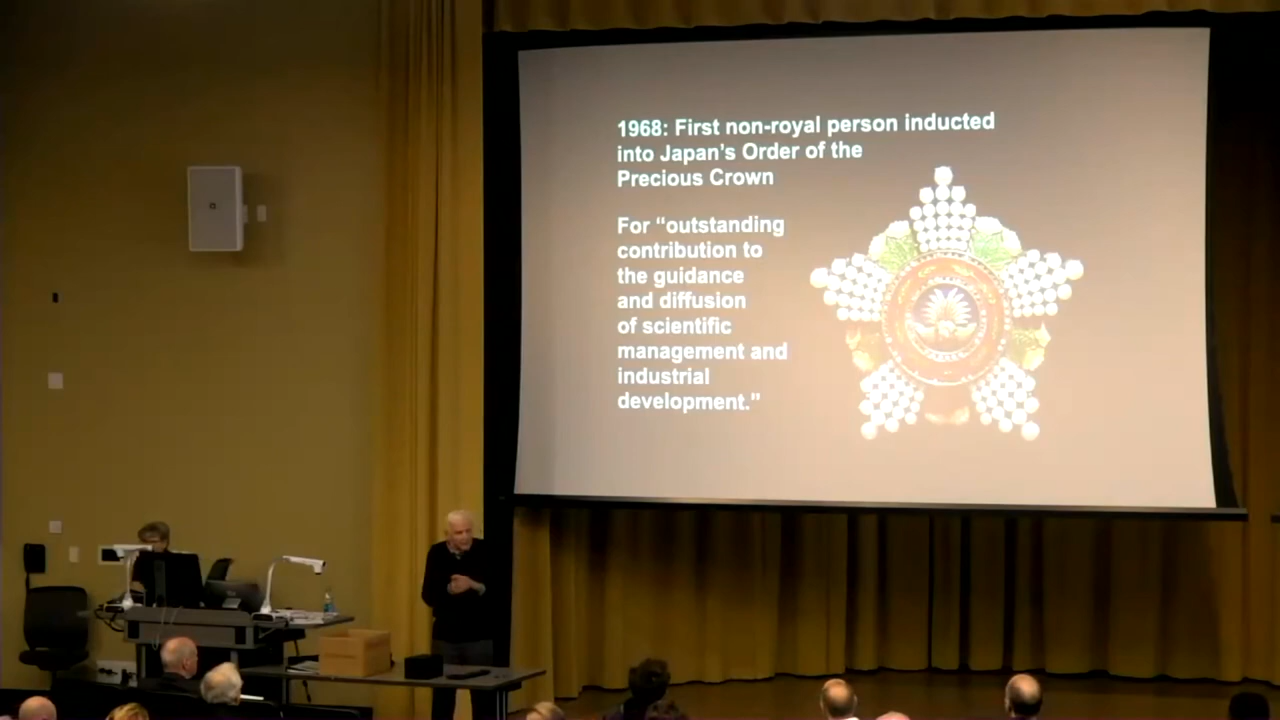 1968: First non-royal person inducted
into Japan's Order of the
Precious Crown
For “outstanding
contribution to
the guidance
and diffusion
of scientific
management and
industrial
development.”